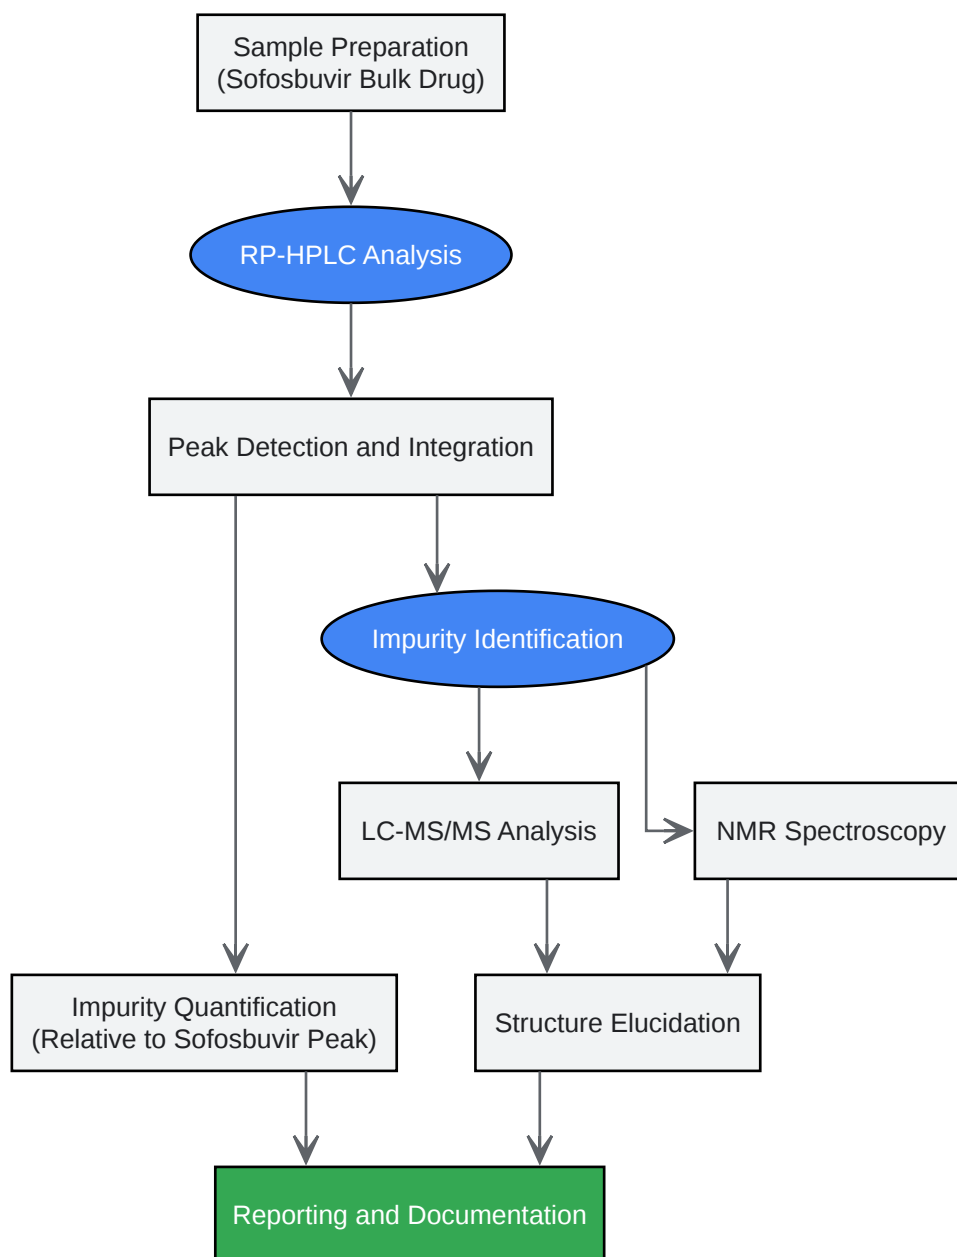 Sample Preparation
(Sofosbuvir Bulk Drug)
RP-HPLC Analysis
Peak Detection and Integration
Impurity Identification
LC-MS/MS Analysis
NMR Spectroscopy
Impurity Quantification
(Relative to Sofosbuvir Peak)
Structure Elucidation
Reporting and Documentation